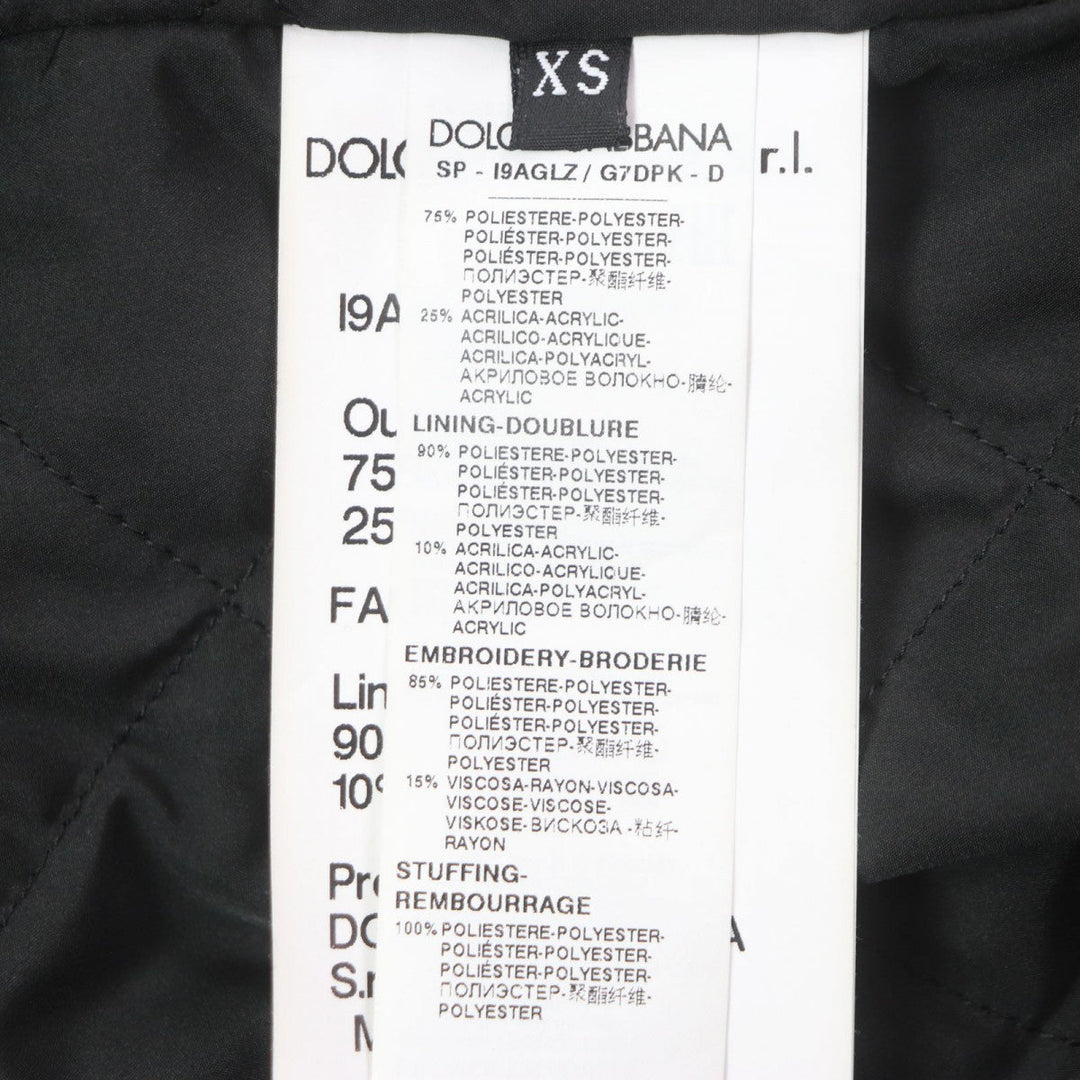 XS
DOLC BBANA
SP - I9AGLZ / G7DPK - D
75% POLIESTERE-POLYESTER-
POLIÉSTER-POLYESTER-
POLIÉSTER-POLYESTER-
ПОЛИЭСТЕР-聚酯纤维-
POLYESTER
25% ACRILICA-ACRYLIC-
ACRILICO-ACRYLIQUE-
ACRILICA-POLYACRYL-
АКРИЛОВОЕ ВОЛОКНО-腈纶-
ACRYLIC
LINING-DOUBLURE
90% POLIESTERE-POLYESTER-
POLIÉSTER-POLYESTER-
POLIÉSTER-POLYESTER-
ПОЛИЭСТЕР-聚酯纤维-
POLYESTER
10% ACRILICA-ACRYLIC-
ACRILICO-ACRYLIQUE-
ACRILICA-POLYACRYL-
АКРИЛОВОЕ ВОЛОКНО-腈纶-
ACRYLIC
EMBROIDERY-BRODERIE
85% POLIESTERE-POLYESTER-
POLIÉSTER-POLYESTER-
POLIÉSTER-POLYESTER-
ПОЛИЭСТЕР-聚酯纤维-
POLYESTER
15% VISCOSA-RAYON-VISCOSA-
VISCOSE-VISCOSE-
VISKOSE-ВИСКОЗА -粘纤-
RAYON
STUFFING-
REMBOURRAGE
100% POLIESTERE-POLYESTER-
POLIÉSTER-POLYESTER-
POLIÉSTER-POLYESTER-
ПОЛИЭСТЕР-聚酯纤维-
POLYESTER
DOL r.l.
I9A
75
25
FA
Lin
90
10
DO A
S.r